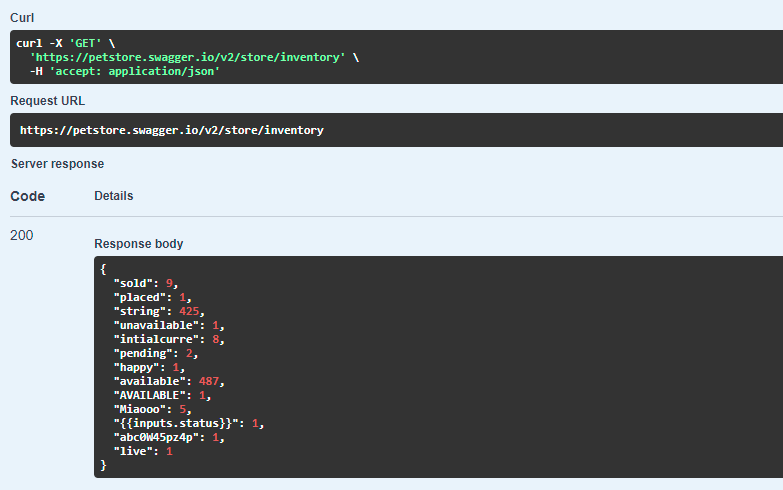 Curl
curl -X 'GET' \
  'https://petstore.swagger.io/v2/store/inventory' \
  -H 'accept: application/json'
Request URL
https://petstore.swagger.io/v2/store/inventory
Server response
Code Details
200
Response body
{
  "sold": 9,
  "placed": 1,
  "string": 425,
  "unavailable": 1,
  "intialcurre": 8,
  "pending": 2,
  "happy": 1,
  "available": 487,
  "AVAILABLE": 1,
  "Miaooo": 5,
  "{{inputs.status}}": 1,
  "abc0W45pz4p": 1,
  "live": 1
}